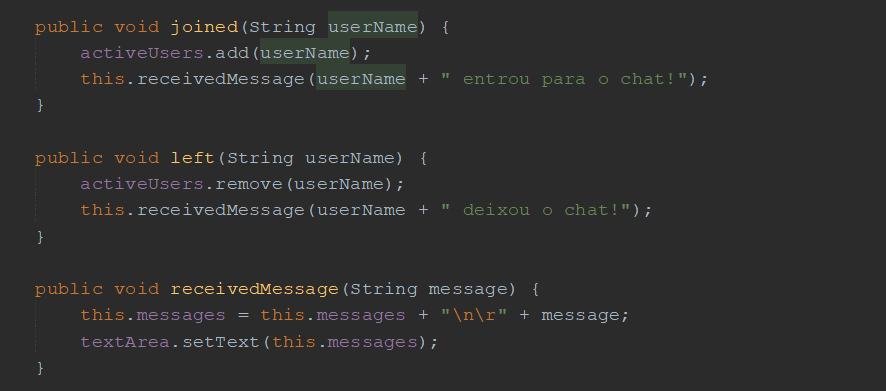 public void joined(String userName) {
    activeUsers.add(userName);
    this.receivedMessage(userName + " entrou para o chat!");
}

public void left(String userName) {
    activeUsers.remove(userName);
    this.receivedMessage(userName + " deixou o chat!");
}

public void receivedMessage(String message) {
    this.messages = this.messages + "\n\r" + message;
    textArea.setText(this.messages);
}